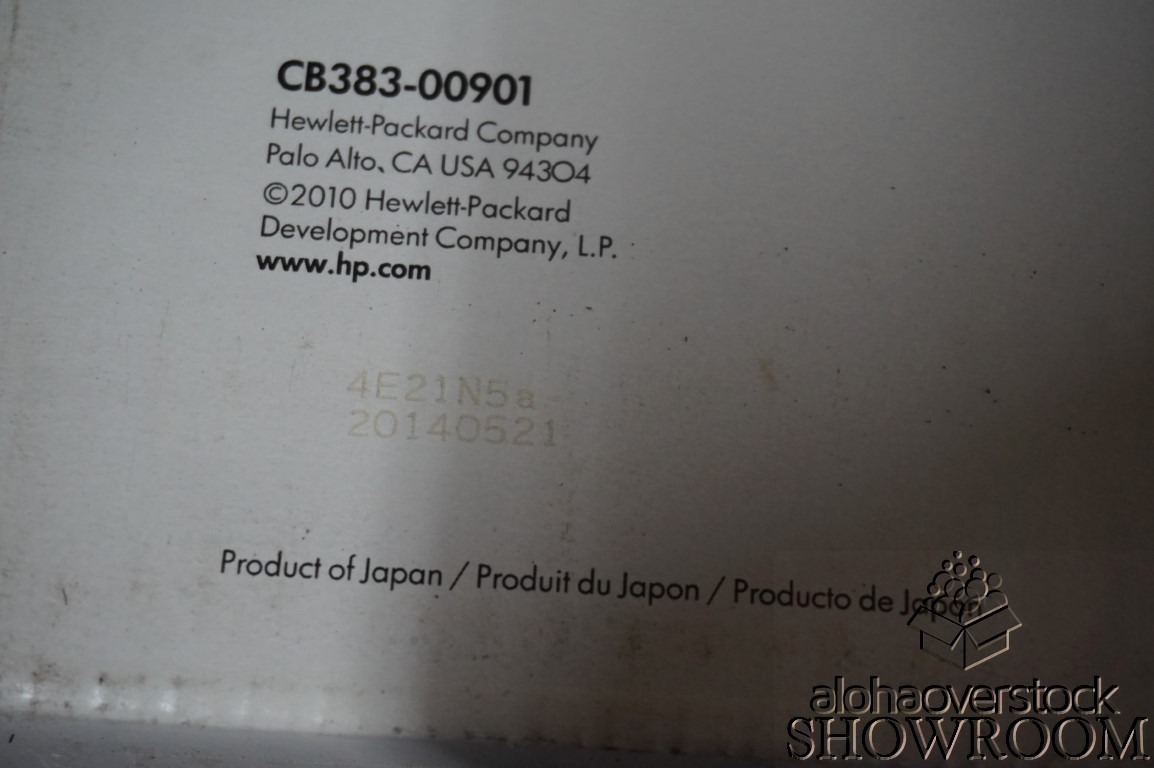 CB383-00901
Hewlett-Packard Company
Palo Alto, CA USA 94304
©2010 Hewlett-Packard
Development Company, L.P.
www.hp.com
4E21N5a
20140521
Product of Japan / Produit du Japon / Producto de Japón
alohaoverstock
SHOWROOM